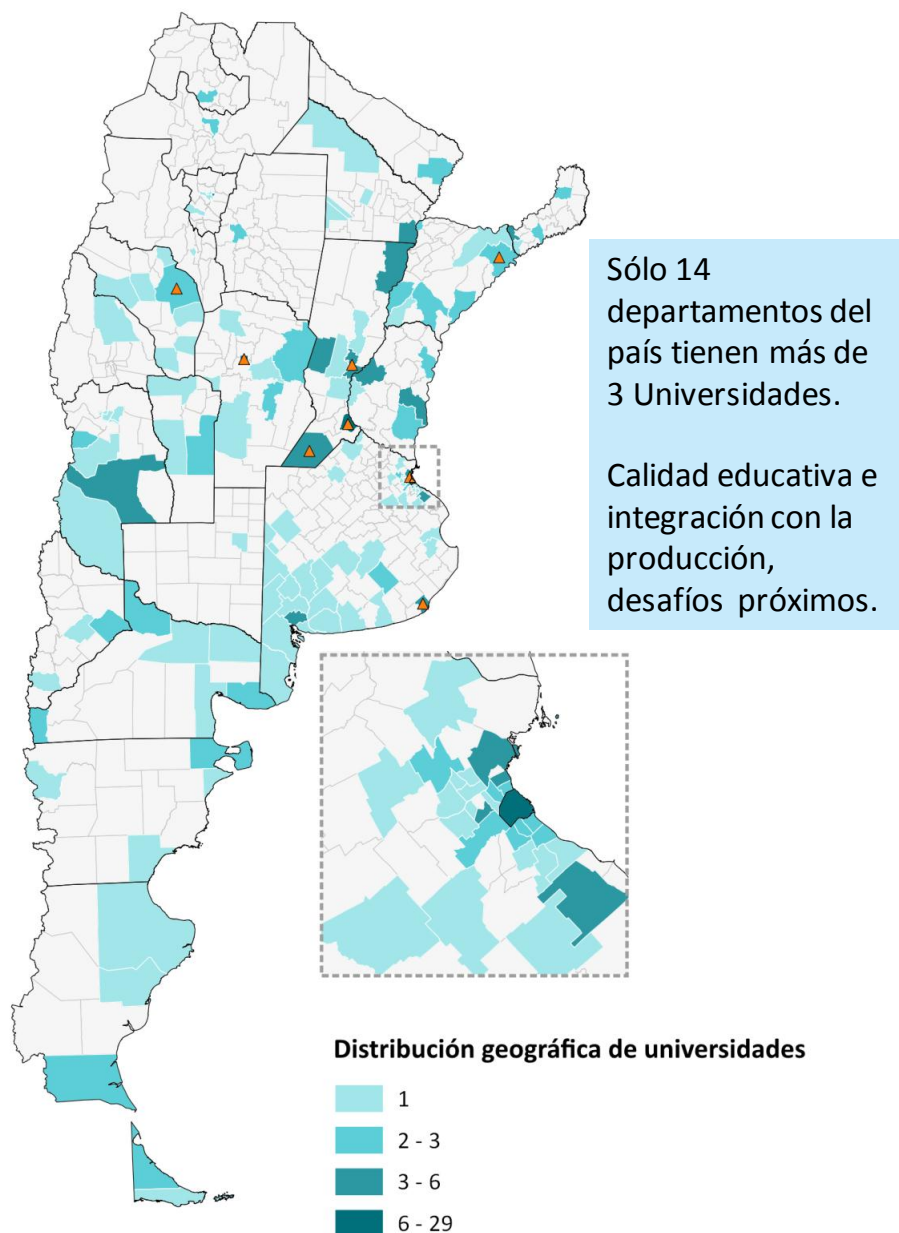 Sólo 14
departamentos del
país tienen más de
3 Universidades.
Calidad educativa e
integración con la
producción,
desafíos próximos.
Distribución geográfica de universidades
1
2 - 3
3 - 6
6 - 29